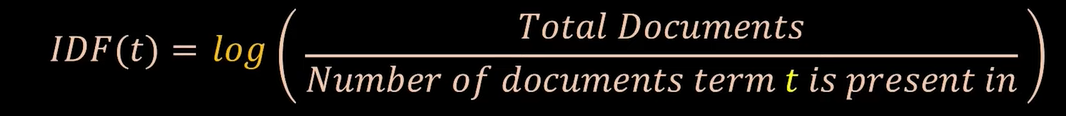 IDF(t) = log ( Total Documents / Number of documents term t is present in )